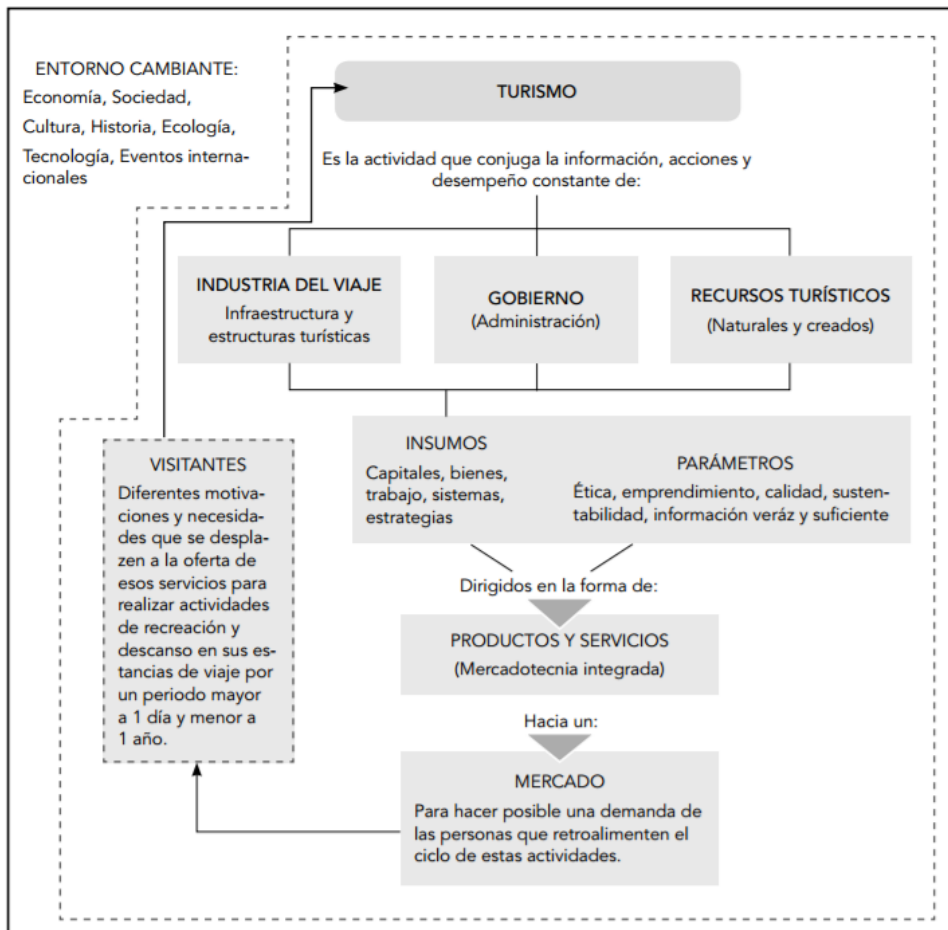 ENTORNO CAMBIANTE:
Economía, Sociedad,
Cultura, Historia, Ecología,
Tecnología, Eventos interna-
cionales
TURISMO
Es la actividad que conjuga la información, acciones y
desempeño constante de:
INDUSTRIA DEL VIAJE
Infraestructura y
estructuras turísticas
GOBIERNO
(Administración)
RECURSOS TURÍSTICOS
(Naturales y creados)
INSUMOS
Capitales, bienes,
trabajo, sistemas,
estrategias
PARÁMETROS
Ética, emprendimiento, calidad, susten-
tabilidad, información veráz y suficiente
Dirigidos en la forma de:
PRODUCTOS Y SERVICIOS
(Mercadotecnia integrada)
Hacia un:
MERCADO
Para hacer posible una demanda de
las personas que retroalimenten el
ciclo de estas actividades.
VISITANTES
Diferentes motiva-
ciones y necesida-
des que se despla-
zen a la oferta de
esos servicios para
realizar actividades
de recreación y
descanso en sus es-
tancias de viaje por
un periodo mayor
a 1 día y menor a
1 año.